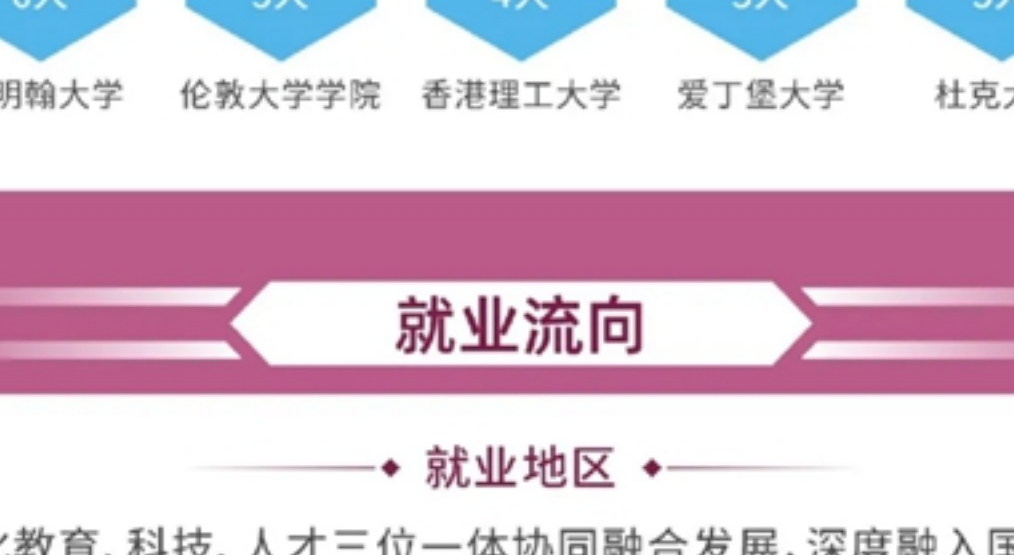 明翰大学 伦敦大学学院 香港理工大学 爱丁堡大学 杜克大
就业流向
就业地区
教育、科技、人才三位一体协同融合发展，深度融入国